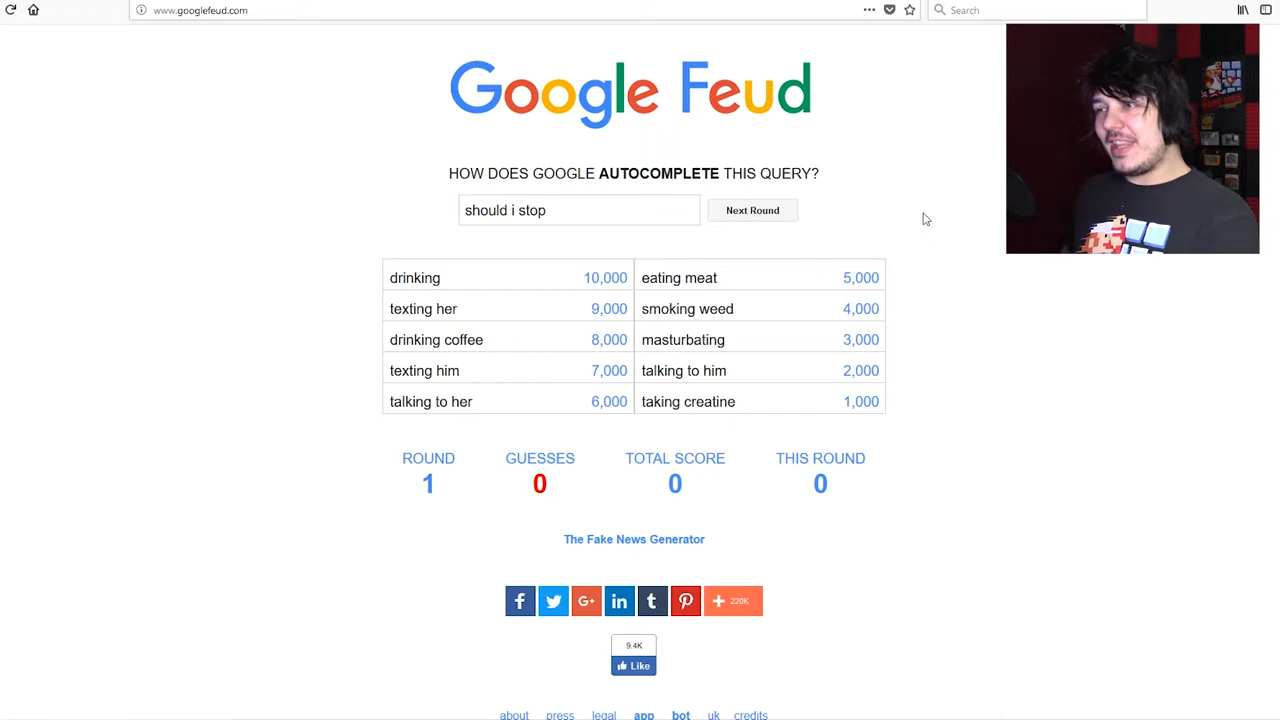 www.googlefeud.com
Search
Google Feud
HOW DOES GOOGLE AUTOCOMPLETE THIS QUERY?
should i stop
Next Round
drinking 10,000 eating meat 5,000
texting her 9,000 smoking weed 4,000
drinking coffee 8,000 masturbating 3,000
texting him 7,000 talking to him 2,000
talking to her 6,000 taking creatine 1,000
ROUND GUESSES TOTAL SCORE THIS ROUND
1 0 0 0
The Fake News Generator
220K
9.4K
Like
about press legal app bot uk credits